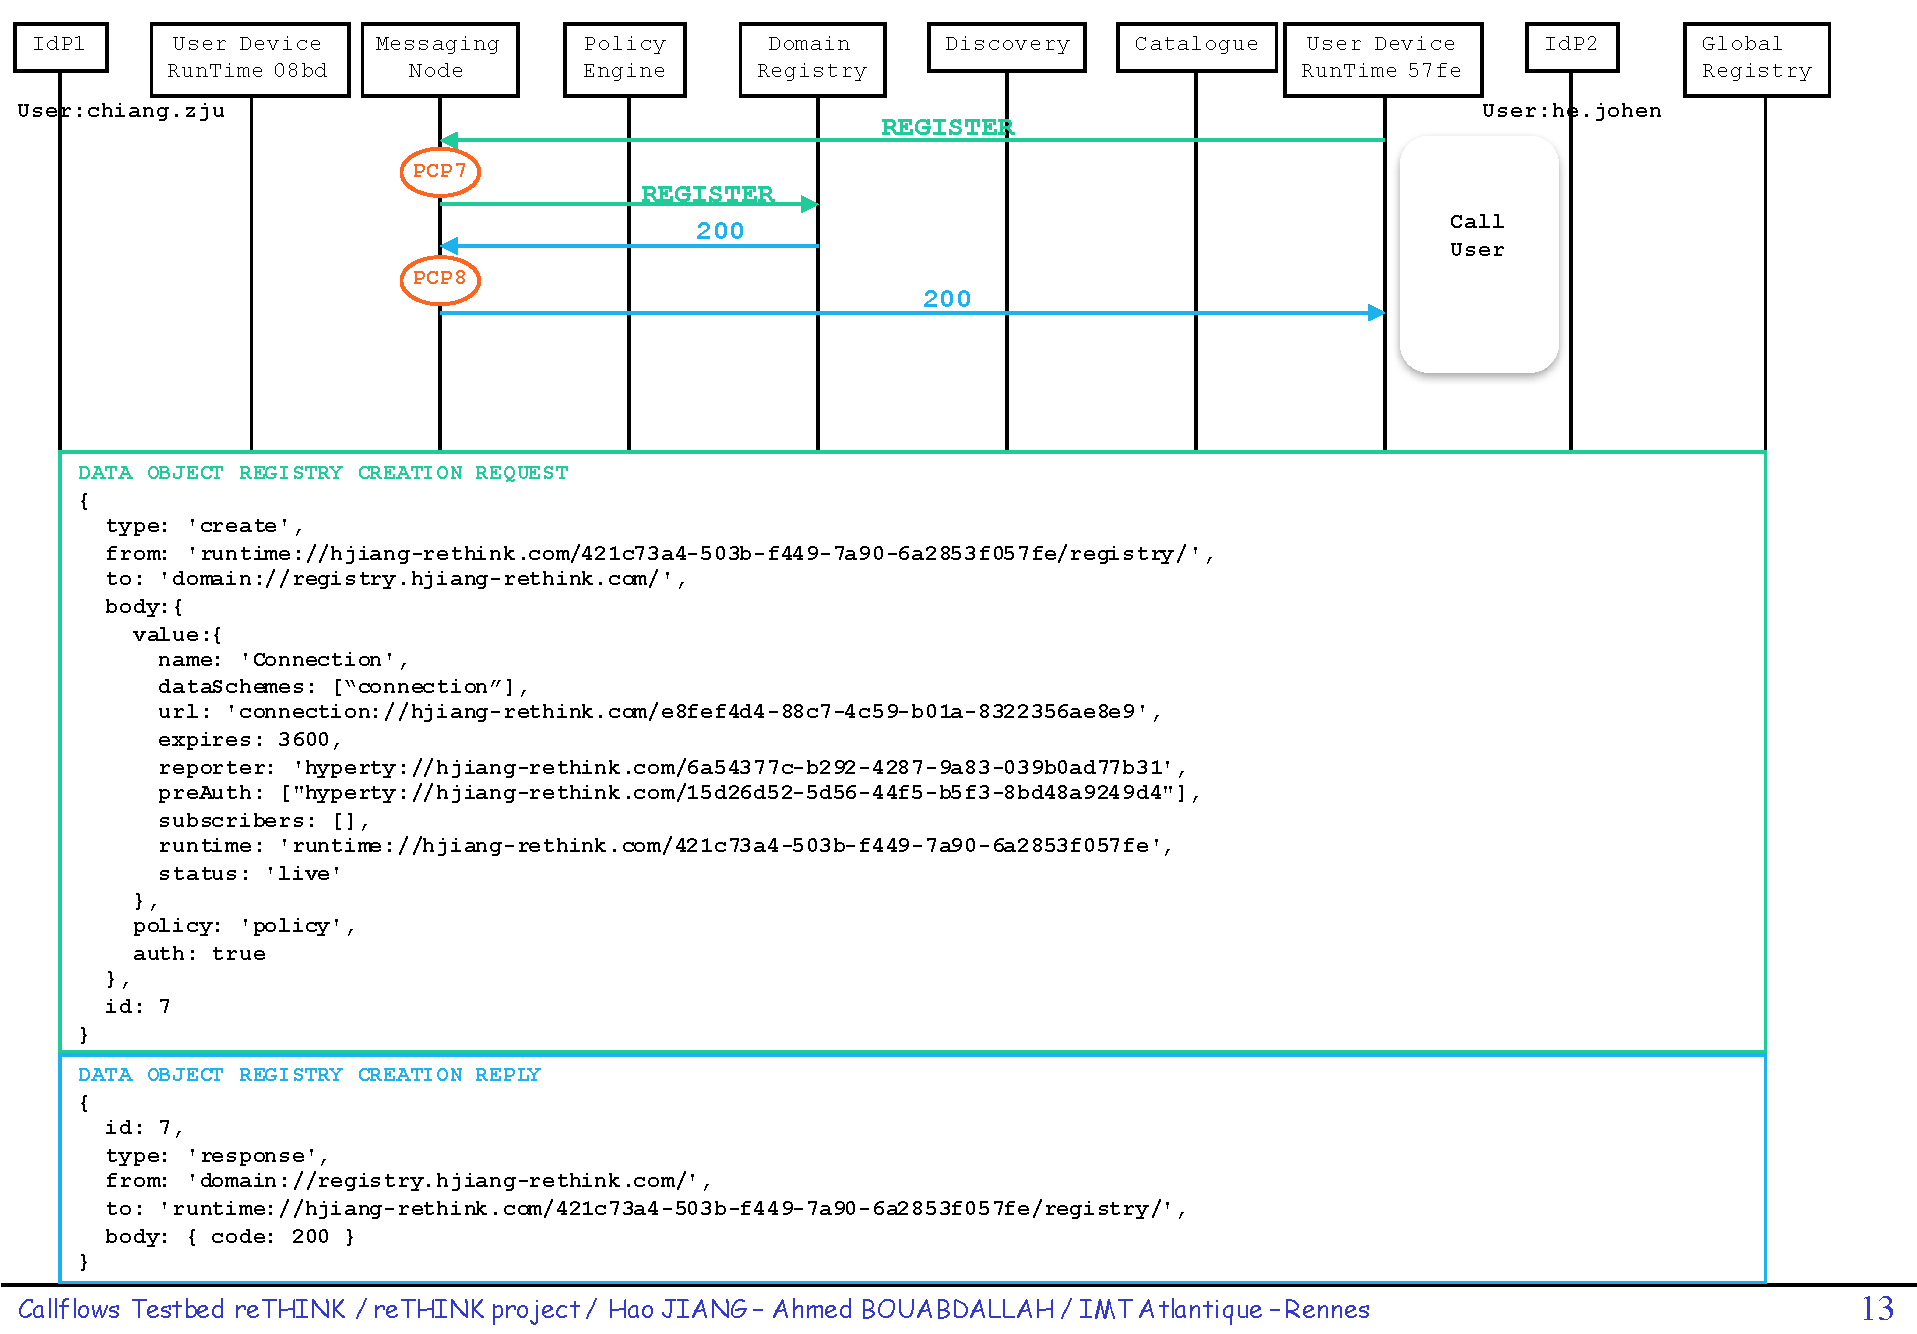 IdP1
User Device
RunTime 08bd
Messaging
Node
Policy
Engine
Domain
Registry
Discovery
Catalogue
User Device
RunTime 57fe
IdP2
Global
Registry
User:chiang.zju
User:he.johen
REGISTER
PCP7
REGISTER
200
PCP8
200
Call
User
DATA OBJECT REGISTRY CREATION REQUEST
{
type: 'create',
from: 'runtime://hjiang-rethink.com/421c73a4-503b-f449-7a90-6a2853f057fe/registry/',
to: 'domain://registry.hjiang-rethink.com/',
body:{
value:{
name: 'Connection',
dataSchemes: [“connection”],
url: 'connection://hjiang-rethink.com/e8fef4d4-88c7-4c59-b01a-8322356ae8e9',
expires: 3600,
reporter: 'hyperty://hjiang-rethink.com/6a54377c-b292-4287-9a83-039b0ad77b31',
preAuth: ["hyperty://hjiang-rethink.com/15d26d52-5d56-44f5-b5f3-8bd48a9249d4"],
subscribers: [],
runtime: 'runtime://hjiang-rethink.com/421c73a4-503b-f449-7a90-6a2853f057fe',
status: 'live'
},
policy: 'policy',
auth: true
},
id: 7
}
DATA OBJECT REGISTRY CREATION REPLY
{
id: 7,
type: 'response',
from: 'domain://registry.hjiang-rethink.com/',
to: 'runtime://hjiang-rethink.com/421c73a4-503b-f449-7a90-6a2853f057fe/registry/',
body: { code: 200 }
}
Callflows Testbed reTHINK / reTHINK project / Hao JIANG – Ahmed BOUABDALLAH / IMT Atlantique – Rennes
13